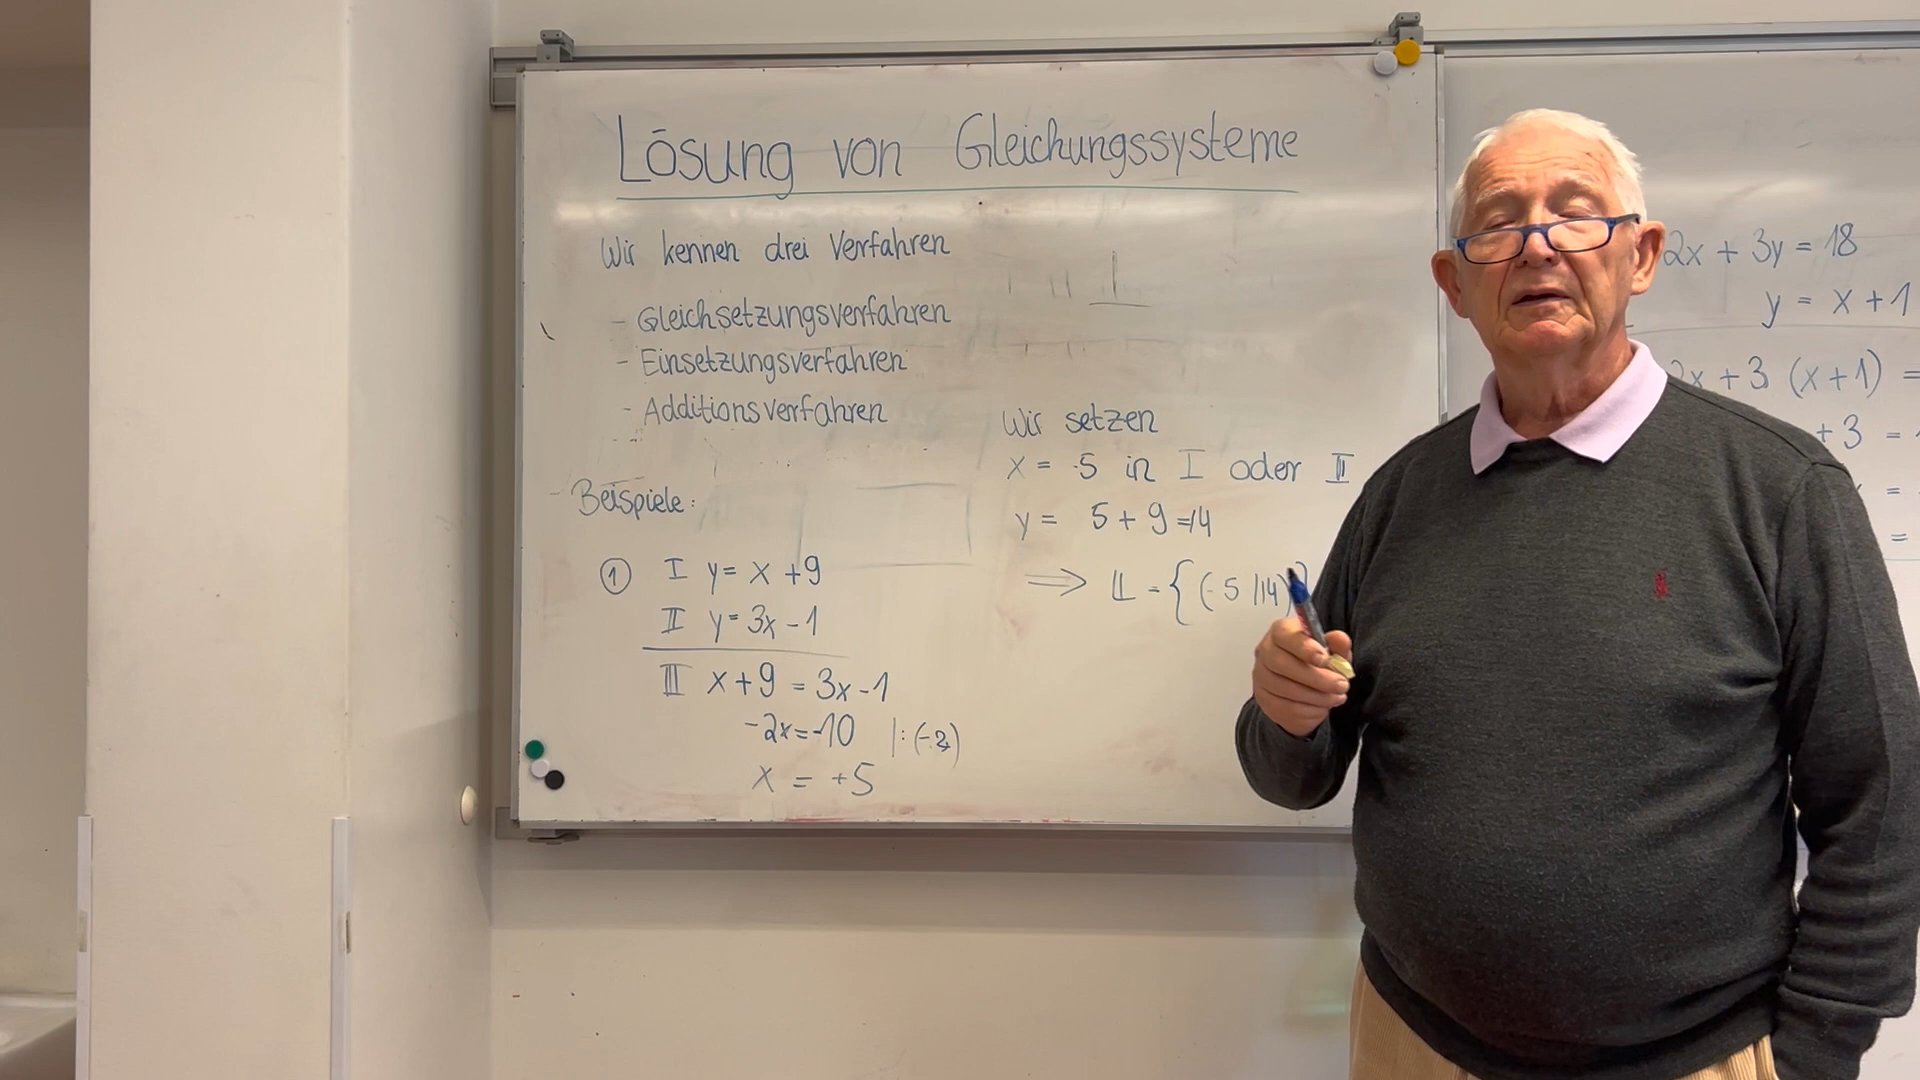 Lösung von Gleichungssysteme
Wir kennen drei Verfahren
- Gleichsetzungsverfahren
- Einsetzungsverfahren
- Additionsverfahren
Beispiele:
① I y = x + 9
II y = 3x - 1
III x + 9 = 3x - 1
-2x = -10 | : (-2)
x = +5
Wir setzen
x = 5 in I oder II
y = 5 + 9 = 14
⟹ 𝕃 = {(5 | 14)}
2x + 3y = 18
y = x + 1
2x + 3 (x + 1) =
+ 3 =
=
=